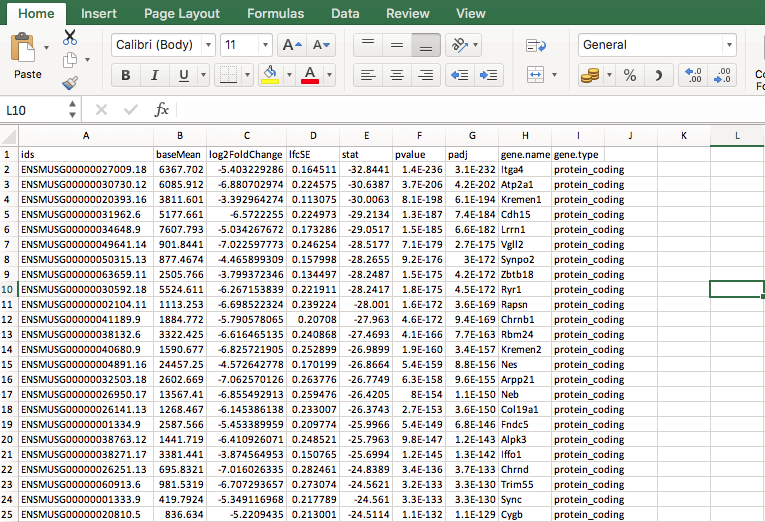 Home Insert Page Layout Formulas Data Review View
Calibri (Body) 11 A A General
Paste B I U A % Co
Fo
L10 fx
A B C D E F G H I J K L
1 ids baseMean log2FoldChange lfcSE stat pvalue padj gene.name gene.type
2 ENSMUSG00000027009.18 6367.702 -5.403229286 0.164511 -32.8441 1.4E-236 3.1E-232 Itga4 protein_coding
3 ENSMUSG00000030730.12 6085.912 -6.880702974 0.224575 -30.6387 3.7E-206 4.2E-202 Atp2a1 protein_coding
4 ENSMUSG00000020393.16 3811.601 -3.392964274 0.113075 -30.0063 8.1E-198 6.1E-194 Kremen1 protein_coding
5 ENSMUSG00000031962.6 5177.661 -6.5722255 0.224973 -29.2134 1.3E-187 7.4E-184 Cdh15 protein_coding
6 ENSMUSG00000034648.9 7607.793 -5.034267672 0.173286 -29.0517 1.5E-185 6.6E-182 Lrrn1 protein_coding
7 ENSMUSG00000049641.14 901.8441 -7.022597773 0.246254 -28.5177 7.1E-179 2.7E-175 Vgll2 protein_coding
8 ENSMUSG00000050315.13 877.4674 -4.465899309 0.157998 -28.2655 9.2E-176 3E-172 Synpo2 protein_coding
9 ENSMUSG00000063659.11 2505.766 -3.799372346 0.134497 -28.2487 1.5E-175 4.2E-172 Zbtb18 protein_coding
10 ENSMUSG00000030592.18 5524.611 -6.267153839 0.221911 -28.2417 1.8E-175 4.5E-172 Ryr1 protein_coding
11 ENSMUSG00000002104.11 1113.253 -6.698522324 0.239224 -28.001 1.6E-172 3.6E-169 Rapsn protein_coding
12 ENSMUSG00000041189.9 1884.772 -5.790578065 0.20708 -27.963 4.6E-172 9.4E-169 Chrnb1 protein_coding
13 ENSMUSG00000038132.6 3322.425 -6.616465135 0.240868 -27.4693 4.1E-166 7.7E-163 Rbm24 protein_coding
14 ENSMUSG00000040680.9 1590.677 -6.825721905 0.252899 -26.9899 1.9E-160 3.4E-157 Kremen2 protein_coding
15 ENSMUSG00000004891.16 24457.25 -4.572642778 0.170199 -26.8664 5.4E-159 8.8E-156 Nes protein_coding
16 ENSMUSG00000032503.18 2602.669 -7.062570126 0.263776 -26.7749 6.3E-158 9.6E-155 Arpp21 protein_coding
17 ENSMUSG00000026950.17 13567.41 -6.855492913 0.259476 -26.4205 8E-154 1.1E-150 Neb protein_coding
18 ENSMUSG00000026141.13 1268.467 -6.145386138 0.233007 -26.3743 2.7E-153 3.6E-150 Col19a1 protein_coding
19 ENSMUSG00000001334.9 2587.566 -5.453389959 0.209774 -25.9966 5.4E-149 6.8E-146 Fndc5 protein_coding
20 ENSMUSG00000038763.12 1441.719 -6.410926071 0.248521 -25.7963 9.8E-147 1.2E-143 Alpk3 protein_coding
21 ENSMUSG00000038271.17 3381.441 -3.874564953 0.150765 -25.6994 1.2E-145 1.3E-142 Iffo1 protein_coding
22 ENSMUSG00000026251.13 695.8321 -7.016026335 0.282461 -24.8389 3.4E-136 3.7E-133 Chrnd protein_coding
23 ENSMUSG00000060913.6 981.5319 -6.707293657 0.273074 -24.5621 3.2E-133 3.3E-130 Trim55 protein_coding
24 ENSMUSG00000001333.9 419.7924 -5.349116968 0.217789 -24.561 3.3E-133 3.3E-130 Sync protein_coding
25 ENSMUSG00000020810.5 836.634 -5.2209435 0.213001 -24.5114 1.1E-132 1.1E-129 Cygb protein_coding